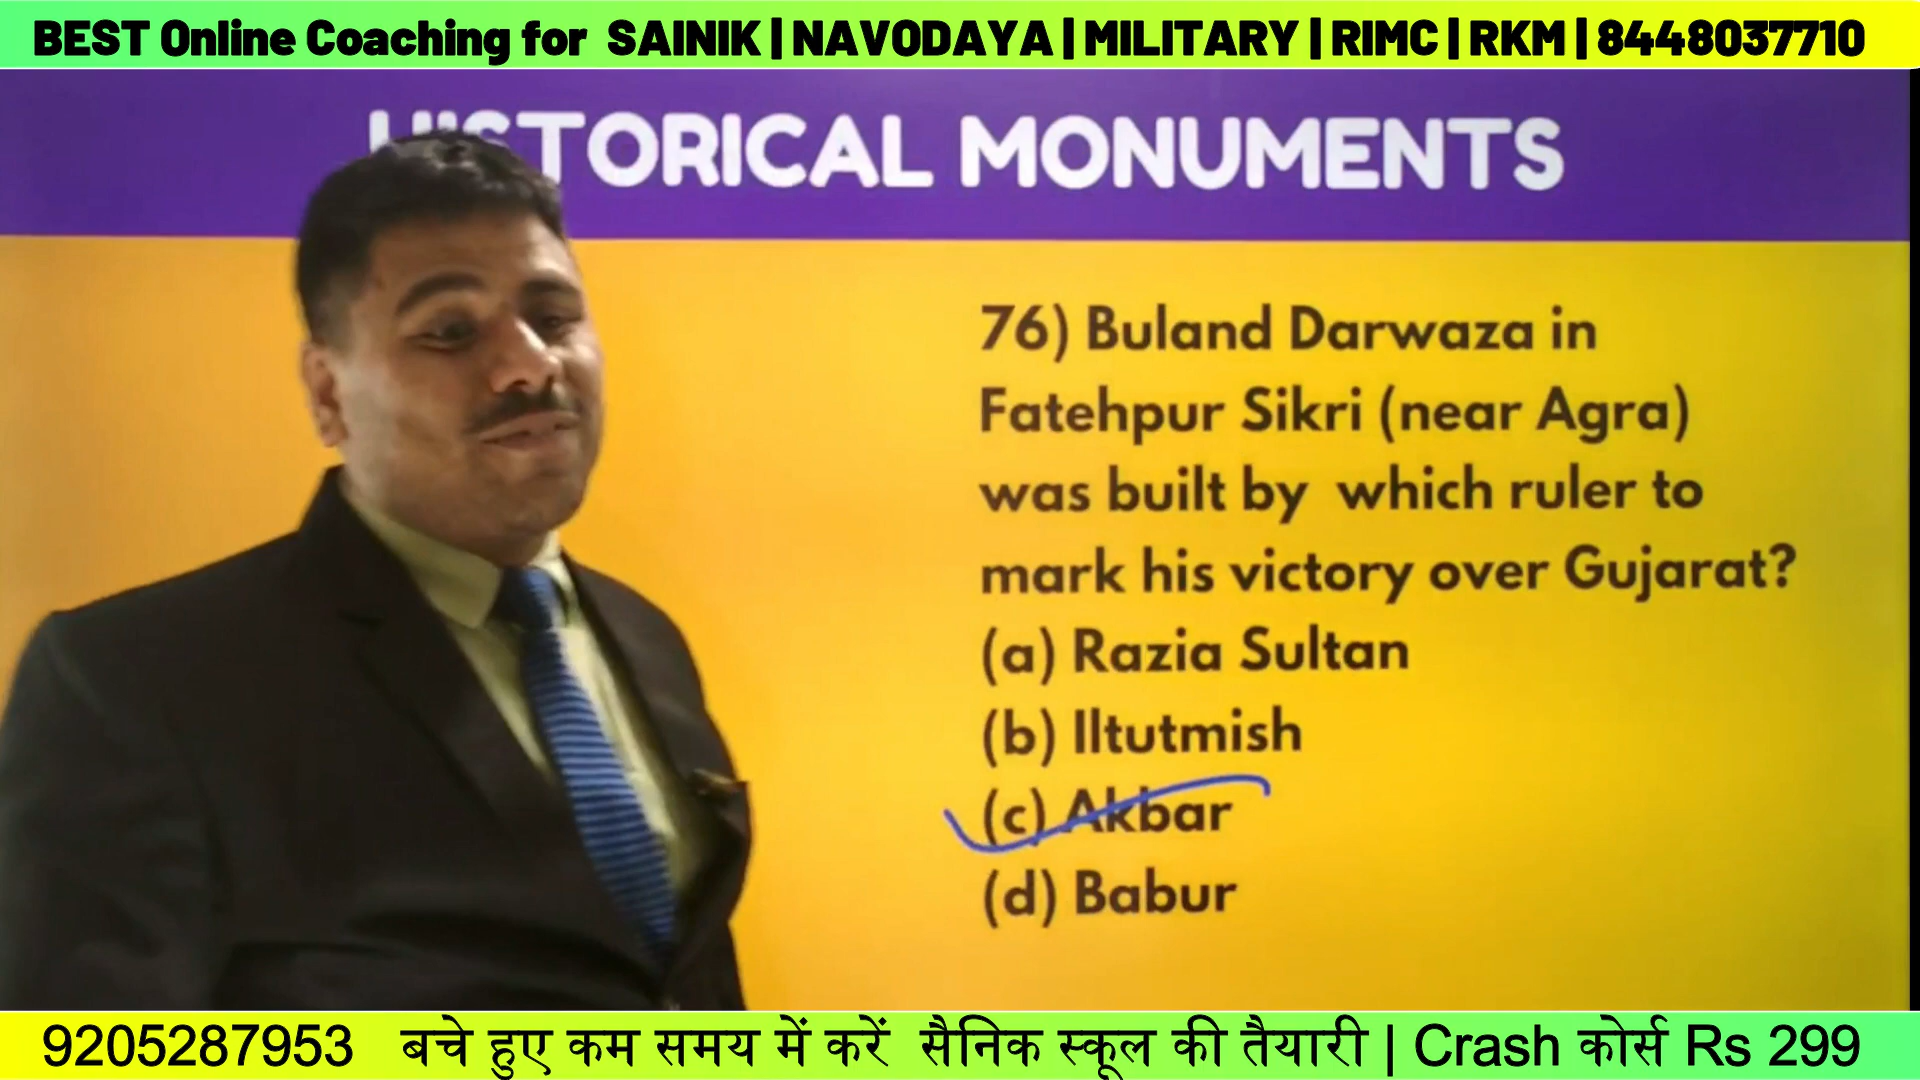 BEST Online Coaching for SAINIK | NAVODAYA | MILITARY | RIMC | RKM | 8448037710
HISTORICAL MONUMENTS
76) Buland Darwaza in
Fatehpur Sikri (near Agra)
was built by which ruler to
mark his victory over Gujarat?
(a) Razia Sultan
(b) Iltutmish
(c) Akbar
(d) Babur
9205287953 बचे हुए कम समय में करें सैनिक स्कूल की तैयारी | Crash कोर्स Rs 299